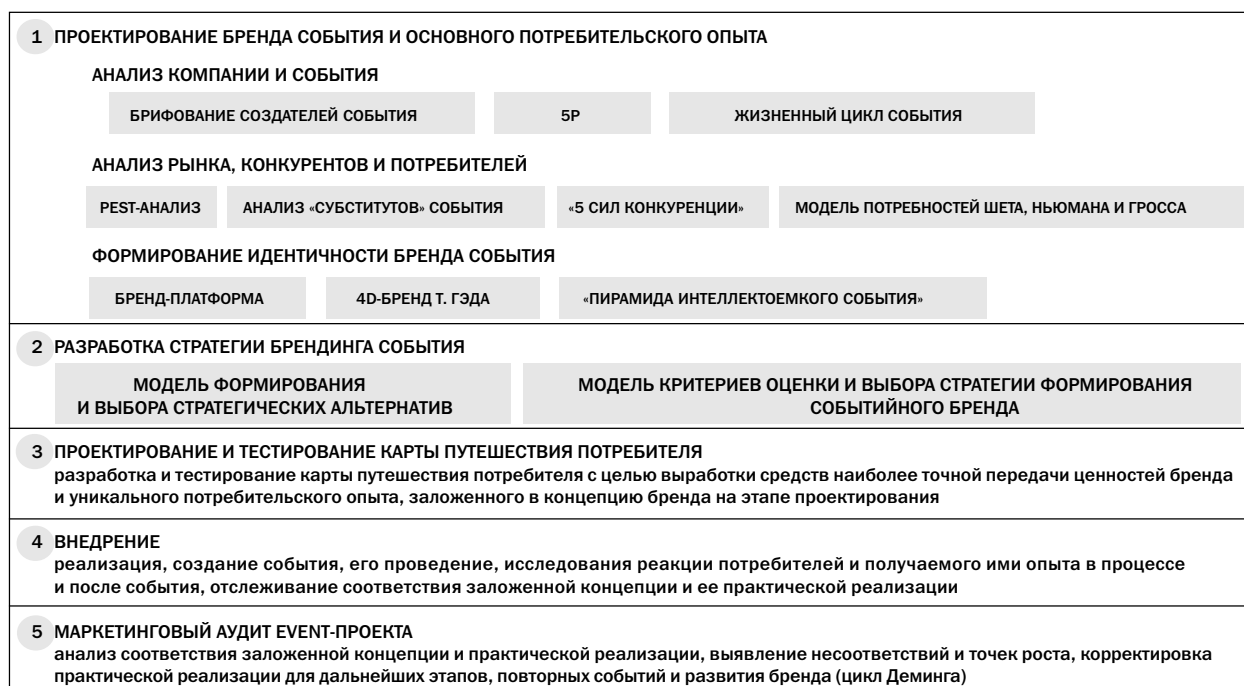 1 ПРОЕКТИРОВАНИЕ БРЕНДА СОБЫТИЯ И ОСНОВНОГО ПОТРЕБИТЕЛЬСКОГО ОПЫТА
АНАЛИЗ КОМПАНИИ И СОБЫТИЯ
БРИФОВАНИЕ СОЗДАТЕЛЕЙ СОБЫТИЯ 5P ЖИЗНЕННЫЙ ЦИКЛ СОБЫТИЯ
АНАЛИЗ РЫНКА, КОНКУРЕНТОВ И ПОТРЕБИТЕЛЕЙ
PEST-АНАЛИЗ АНАЛИЗ «СУБСТИТУТОВ» СОБЫТИЯ «5 СИЛ КОНКУРЕНЦИИ» МОДЕЛЬ ПОТРЕБНОСТЕЙ ШЕТА, НЬЮМАНА И ГРОССА
ФОРМИРОВАНИЕ ИДЕНТИЧНОСТИ БРЕНДА СОБЫТИЯ
БРЕНД-ПЛАТФОРМА 4D-БРЕНД Т. ГЭДА «ПИРАМИДА ИНТЕЛЛЕКТОЕМКОГО СОБЫТИЯ»
2 РАЗРАБОТКА СТРАТЕГИИ БРЕНДИНГА СОБЫТИЯ
МОДЕЛЬ ФОРМИРОВАНИЯ
И ВЫБОРА СТРАТЕГИЧЕСКИХ АЛЬТЕРНАТИВ
МОДЕЛЬ КРИТЕРИЕВ ОЦЕНКИ И ВЫБОРА СТРАТЕГИИ ФОРМИРОВАНИЯ
СОБЫТИЙНОГО БРЕНДА
3 ПРОЕКТИРОВАНИЕ И ТЕСТИРОВАНИЕ КАРТЫ ПУТЕШЕСТВИЯ ПОТРЕБИТЕЛЯ
разработка и тестирование карты путешествия потребителя с целью выработки средств наиболее точной передачи ценностей бренда
и уникального потребительского опыта, заложенного в концепцию бренда на этапе проектирования
4 ВНЕДРЕНИЕ
реализация, создание события, его проведение, исследования реакции потребителей и получаемого ими опыта в процессе
и после события, отслеживание соответствия заложенной концепции и ее практической реализации
5 МАРКЕТИНГОВЫЙ АУДИТ EVENT-ПРОЕКТА
анализ соответствия заложенной концепции и практической реализации, выявление несоответствий и точек роста, корректировка
практической реализации для дальнейших этапов, повторных событий и развития бренда (цикл Деминга)